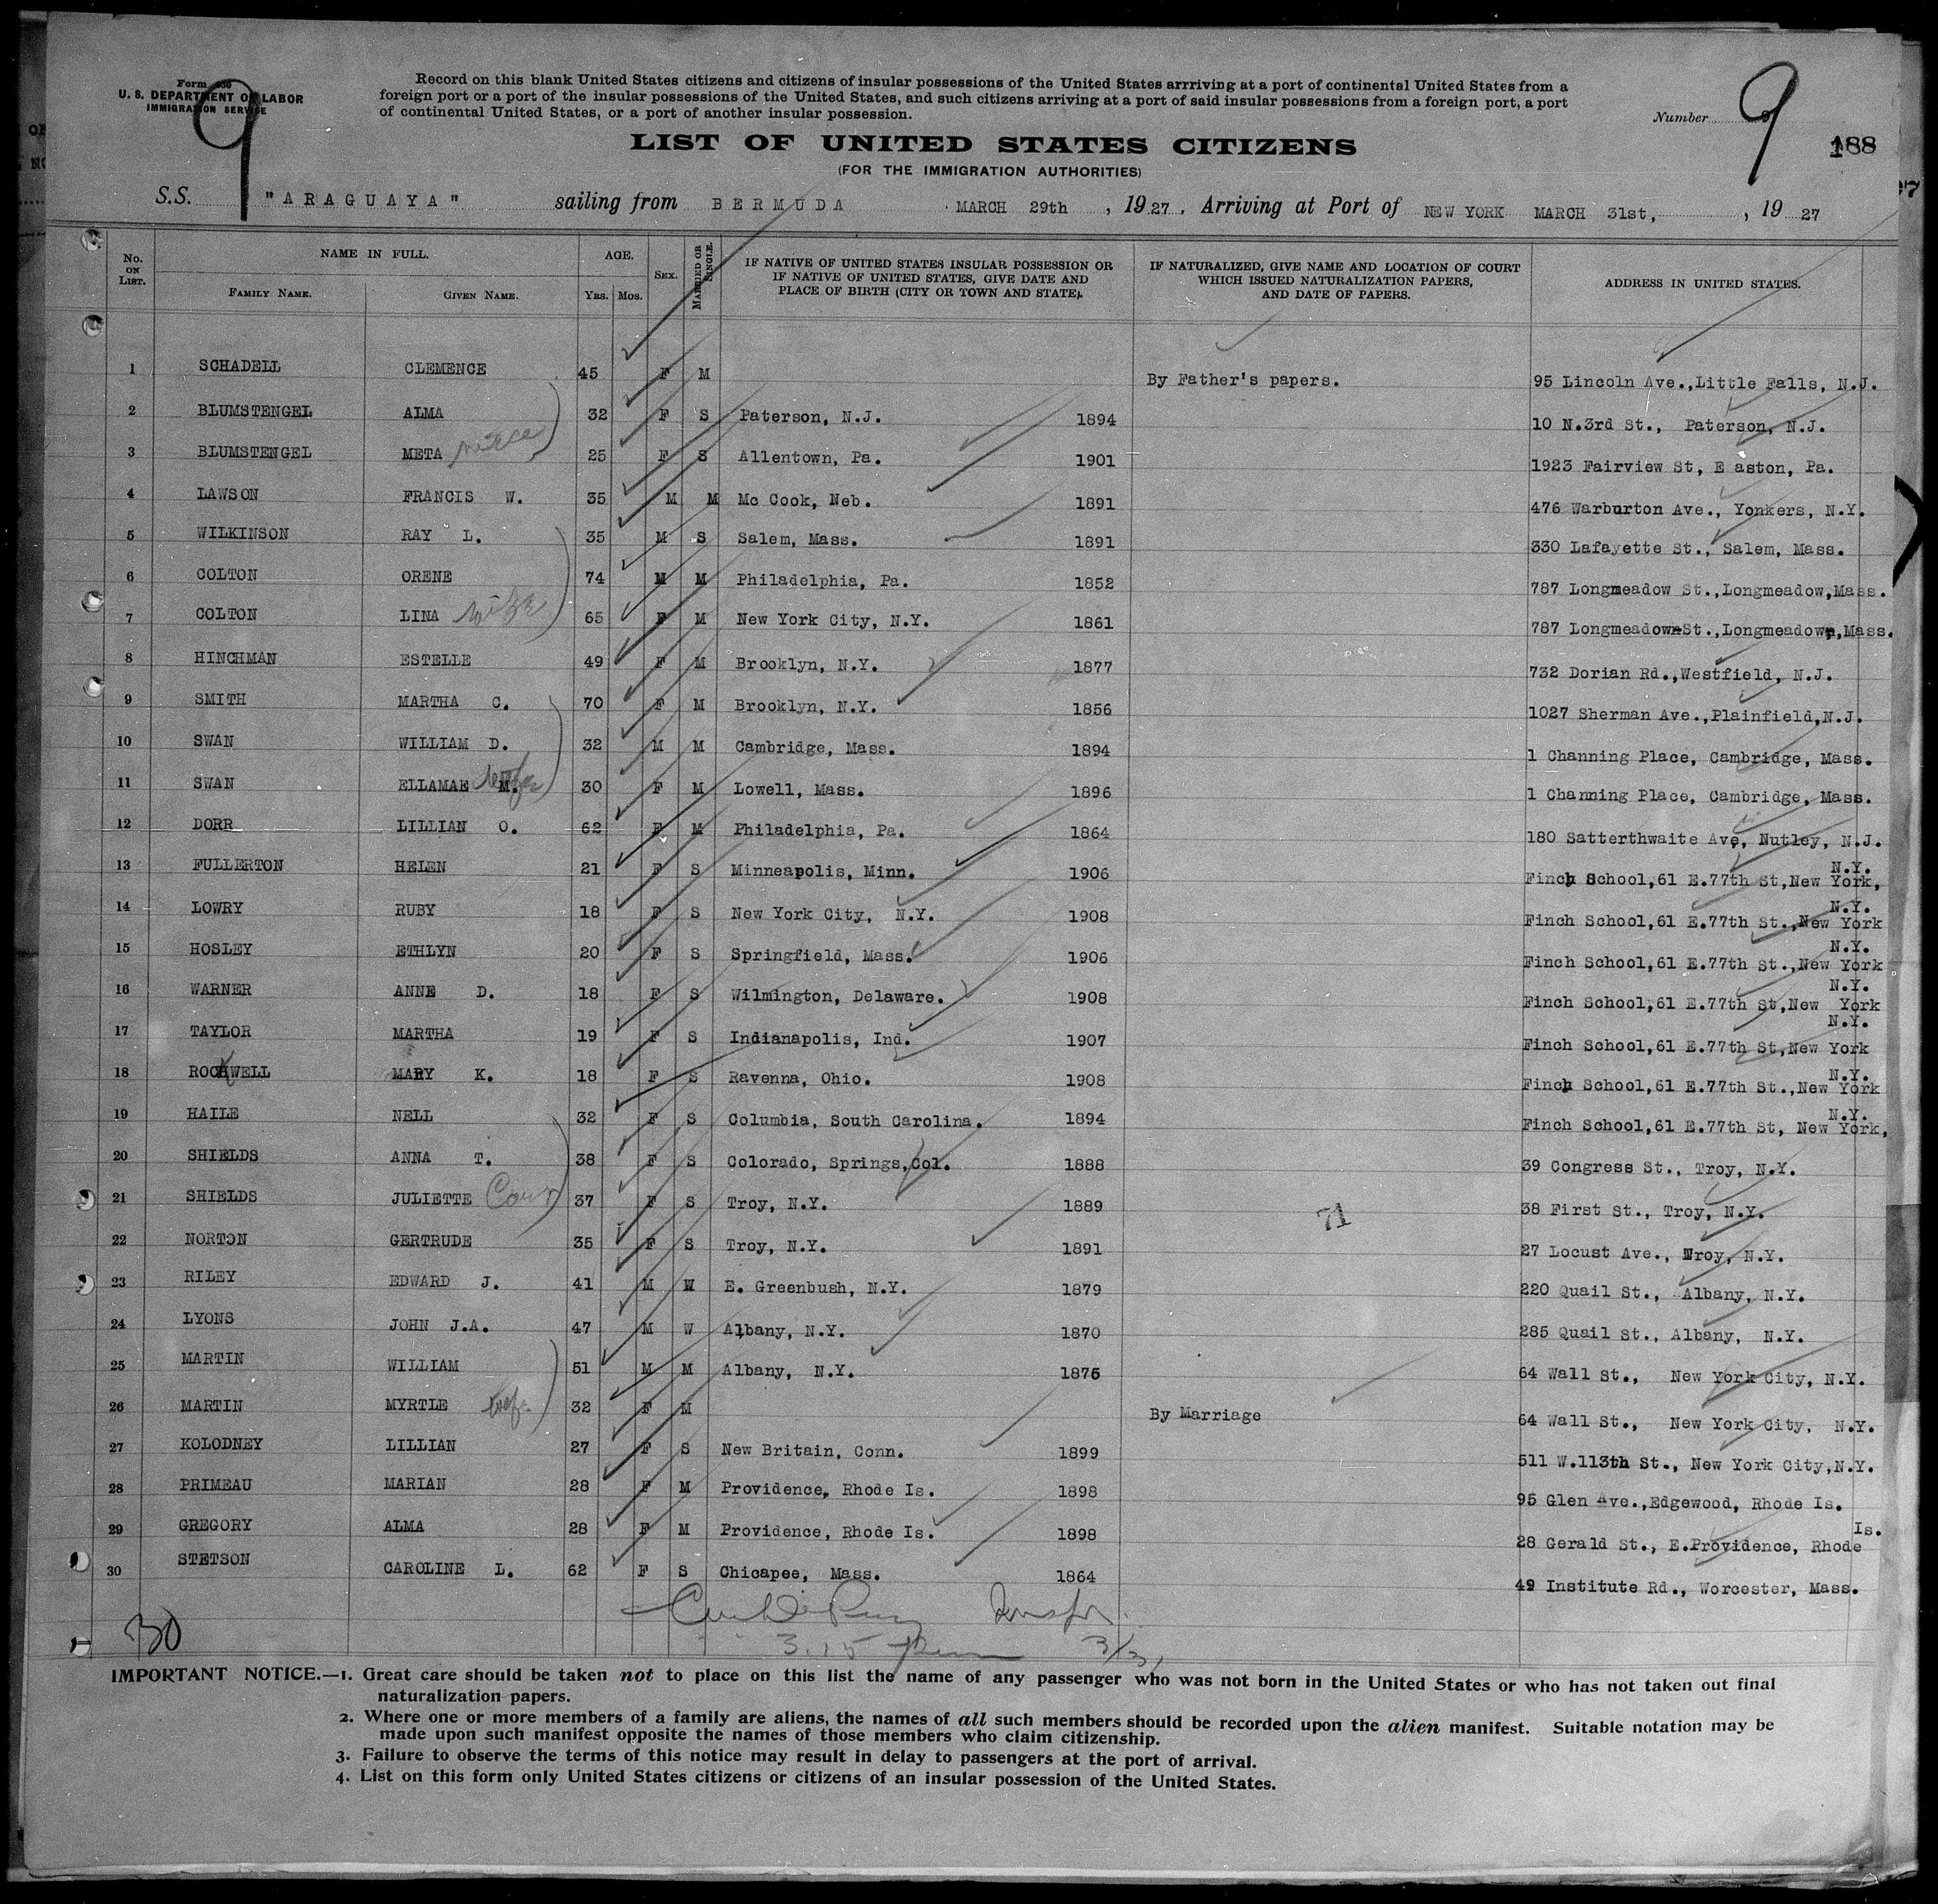 Form 630
U. S. DEPARTMENT OF LABOR
IMMIGRATION SERVICE
9
Record on this blank United States citizens and citizens of insular possessions of the United States arrriving at a port of continental United States from a
foreign port or a port of the insular possessions of the United States, and such citizens arriving at a port of said insular possessions from a foreign port, a port
of continental United States, or a port of another insular possession.
Number 9
188
LIST OF UNITED STATES CITIZENS
(FOR THE IMMIGRATION AUTHORITIES)
S.S. "ARAGUAYA" sailing from BERMUDA MARCH 29th, 1927. Arriving at Port of NEW YORK MARCH 31st, , 1927
No. ON LIST. NAME IN FULL. FAMILY NAME. GIVEN NAME. AGE. YRS. MOS. SEX. MARRIED OR SINGLE. IF NATIVE OF UNITED STATES INSULAR POSSESSION OR IF NATIVE OF UNITED STATES, GIVE DATE AND PLACE OF BIRTH (CITY OR TOWN AND STATE). IF NATURALIZED, GIVE NAME AND LOCATION OF COURT WHICH ISSUED NATURALIZATION PAPERS, AND DATE OF PAPERS. ADDRESS IN UNITED STATES.
1 SCHADELL CLEMENCE 45 F M By Father's papers. 95 Lincoln Ave.,Little Falls, N.J.
2 BLUMSTENGEL ALMA 32 F S Paterson, N.J. 1894 10 N.3rd St., Paterson, N.J.
3 BLUMSTENGEL META niece 25 F S Allentown, Pa. 1901 1923 Fairview St, E aston, Pa.
4 LAWSON FRANCIS W. 35 M M Mc Cook, Neb. 1891 476 Warburton Ave., Yonkers, N.Y.
5 WILKINSON RAY L. 35 M S Salem, Mass. 1891 330 Lafayette St., Salem, Mass.
6 COLTON ORENE 74 M M Philadelphia, Pa. 1852 787 Longmeadow St.,Longmeadow,Mass.
7 COLTON LINA wife 65 F M New York City, N.Y. 1861 787 Longmeadow St.,Longmeadow,Mass.
8 HINCHMAN ESTELLE 49 F M Brooklyn, N.Y. 1877 732 Dorian Rd.,Westfield, N.J.
9 SMITH MARTHA C. 70 F M Brooklyn, N.Y. 1856 1027 Sherman Ave.,Plainfield,N.J.
10 SWAN WILLIAM D. 32 M M Cambridge, Mass. 1894 1 Channing Place, Cambridge, Mass.
11 SWAN ELLAMAE M. wife 30 F M Lowell, Mass. 1896 1 Channing Place, Cambridge, Mass.
12 DORR LILLIAN O. 62 F M Philadelphia, Pa. 1864 180 Satterthwaite Ave, Nutley, N.J.
13 FULLERTON HELEN 21 F S Minneapolis, Minn. 1906 Finch School,61 E.77th St,New York, N.Y.
14 LOWRY RUBY 18 F S New York City, N.Y. 1908 Finch School,61 E.77th St.,New York N.Y.
15 HOSLEY ETHLYN 20 F S Springfield, Mass. 1906 Finch School,61 E.77th St.,New York N.Y.
16 WARNER ANNE D. 18 F S Wilmington, Delaware. 1908 Finch School,61 E.77th St,New York N.Y.
17 TAYLOR MARTHA 19 F S Indianapolis, Ind. 1907 Finch School,61 E.77th St,New York N.Y.
18 ROCKWELL MARY K. 18 F S Ravenna, Ohio. 1908 Finch School,61 E.77th St.,New York N.Y.
19 HAILE NELL 32 F S Columbia, South Carolina. 1894 Finch School,61 E.77th St, New York, N.Y.
20 SHIELDS ANNA T. 38 F S Colorado, Springs,Col. 1888 39 Congress St., Troy, N.Y.
21 SHIELDS JULIETTE Cous 37 F S Troy, N.Y. 1889 71 38 First St., Troy, N.Y.
22 NORTON GERTRUDE 35 F S Troy, N.Y. 1891 27 Locust Ave., Troy, N.Y.
23 RILEY EDWARD J. 41 M W E. Greenbush, N.Y. 1879 220 Quail St., Albany, N.Y.
24 LYONS JOHN J.A. 47 M W Albany, N.Y. 1870 285 Quail St., Albany, N.Y.
25 MARTIN WILLIAM 51 M M Albany, N.Y. 1875 64 Wall St., New York City, N.Y.
26 MARTIN MYRTLE wife 32 F M By Marriage 64 Wall St., New York City, N.Y.
27 KOLODNEY LILLIAN 27 F S New Britain, Conn. 1899 511 W.113th St., New York City,N.Y.
28 PRIMEAU MARIAN 28 F M Providence, Rhode Is. 1898 95 Glen Ave.,Edgewood, Rhode Is.
29 GREGORY ALMA 28 F M Providence, Rhode Is. 1898 28 Gerald St., E.Providence, Rhode Is.
30 STETSON CAROLINE L. 62 F S Chicapee, Mass. 1864 49 Institute Rd., Worcester, Mass.
30
3.15 3/31
IMPORTANT NOTICE.—1. Great care should be taken not to place on this list the name of any passenger who was not born in the United States or who has not taken out final
naturalization papers.
2. Where one or more members of a family are aliens, the names of all such members should be recorded upon the alien manifest. Suitable notation may be
made upon such manifest opposite the names of those members who claim citizenship.
3. Failure to observe the terms of this notice may result in delay to passengers at the port of arrival.
4. List on this form only United States citizens or citizens of an insular possession of the United States.